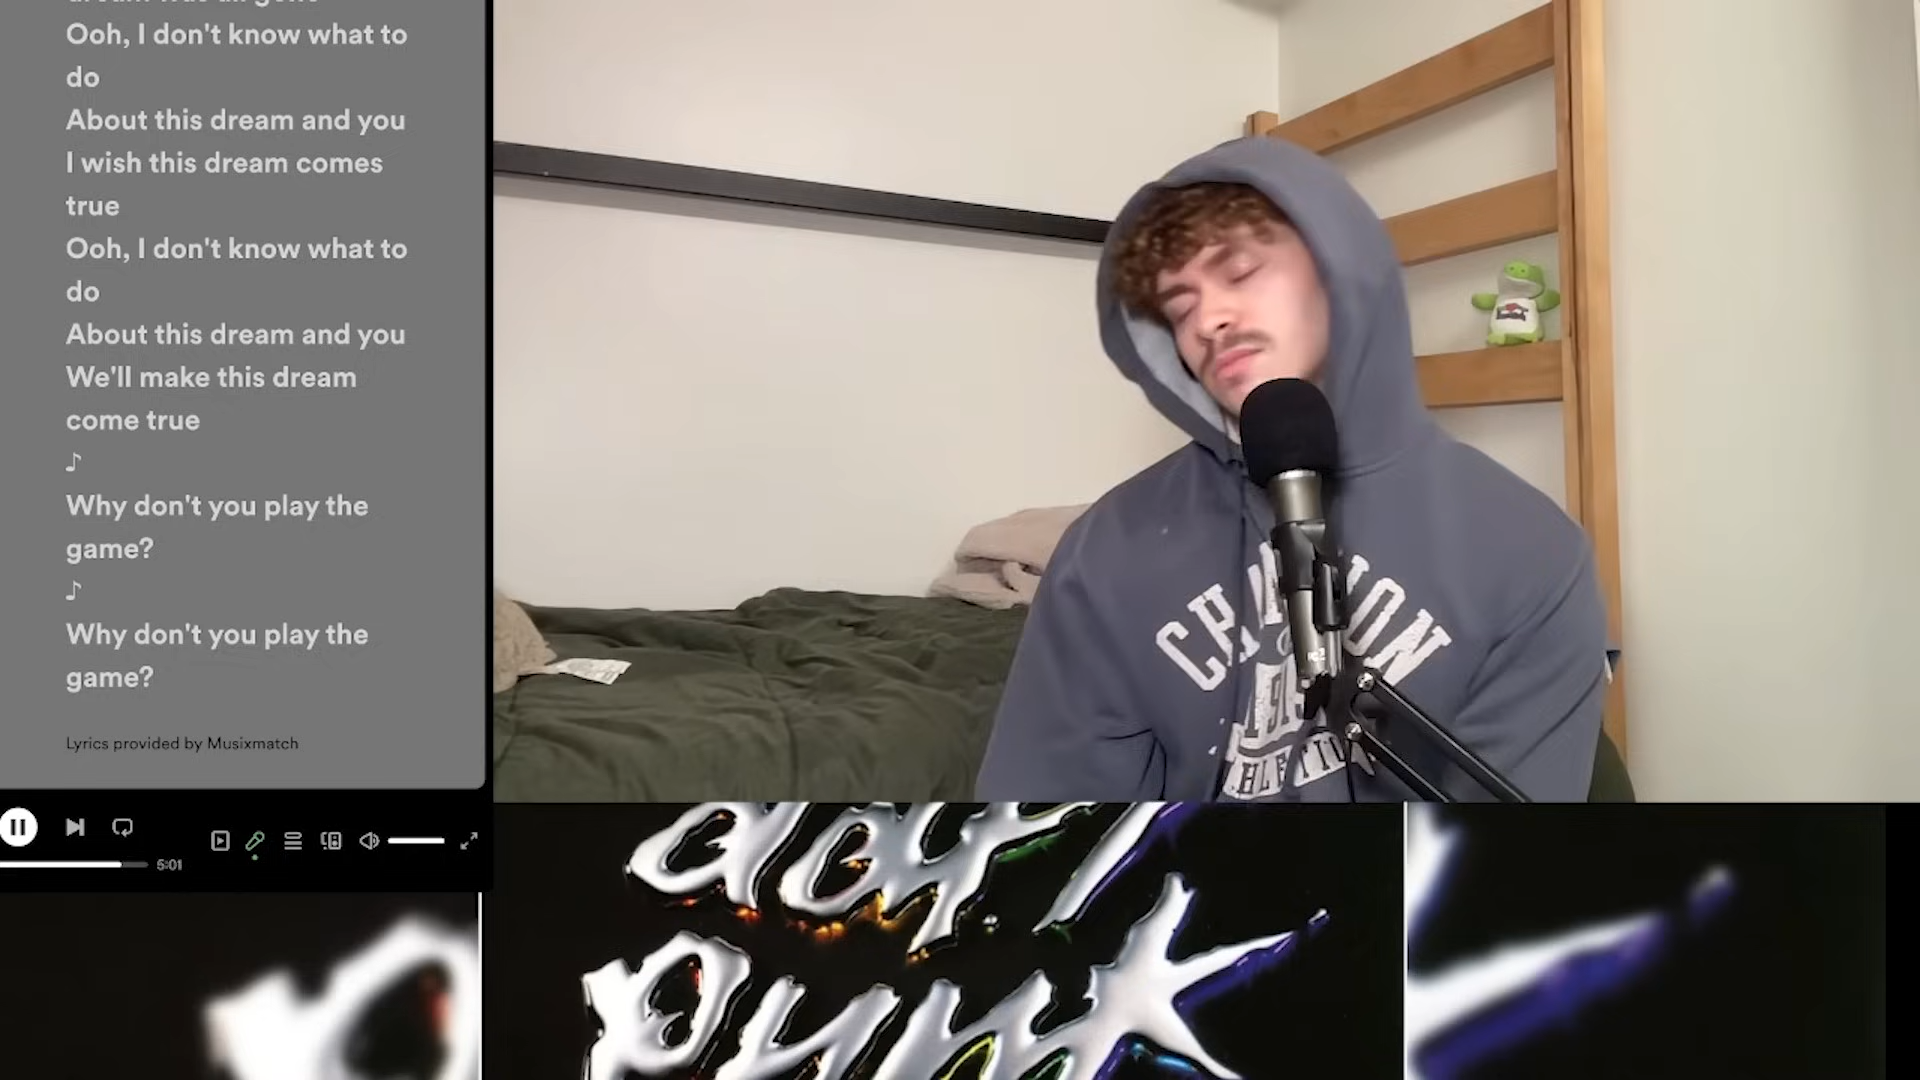 Ooh, I don't know what to
do
About this dream and you
I wish this dream comes
true
Ooh, I don't know what to
do
About this dream and you
We'll make this dream
come true
♪
Why don't you play the
game?
♪
Why don't you play the
game?
Lyrics provided by Musixmatch
5:01
daft
punk